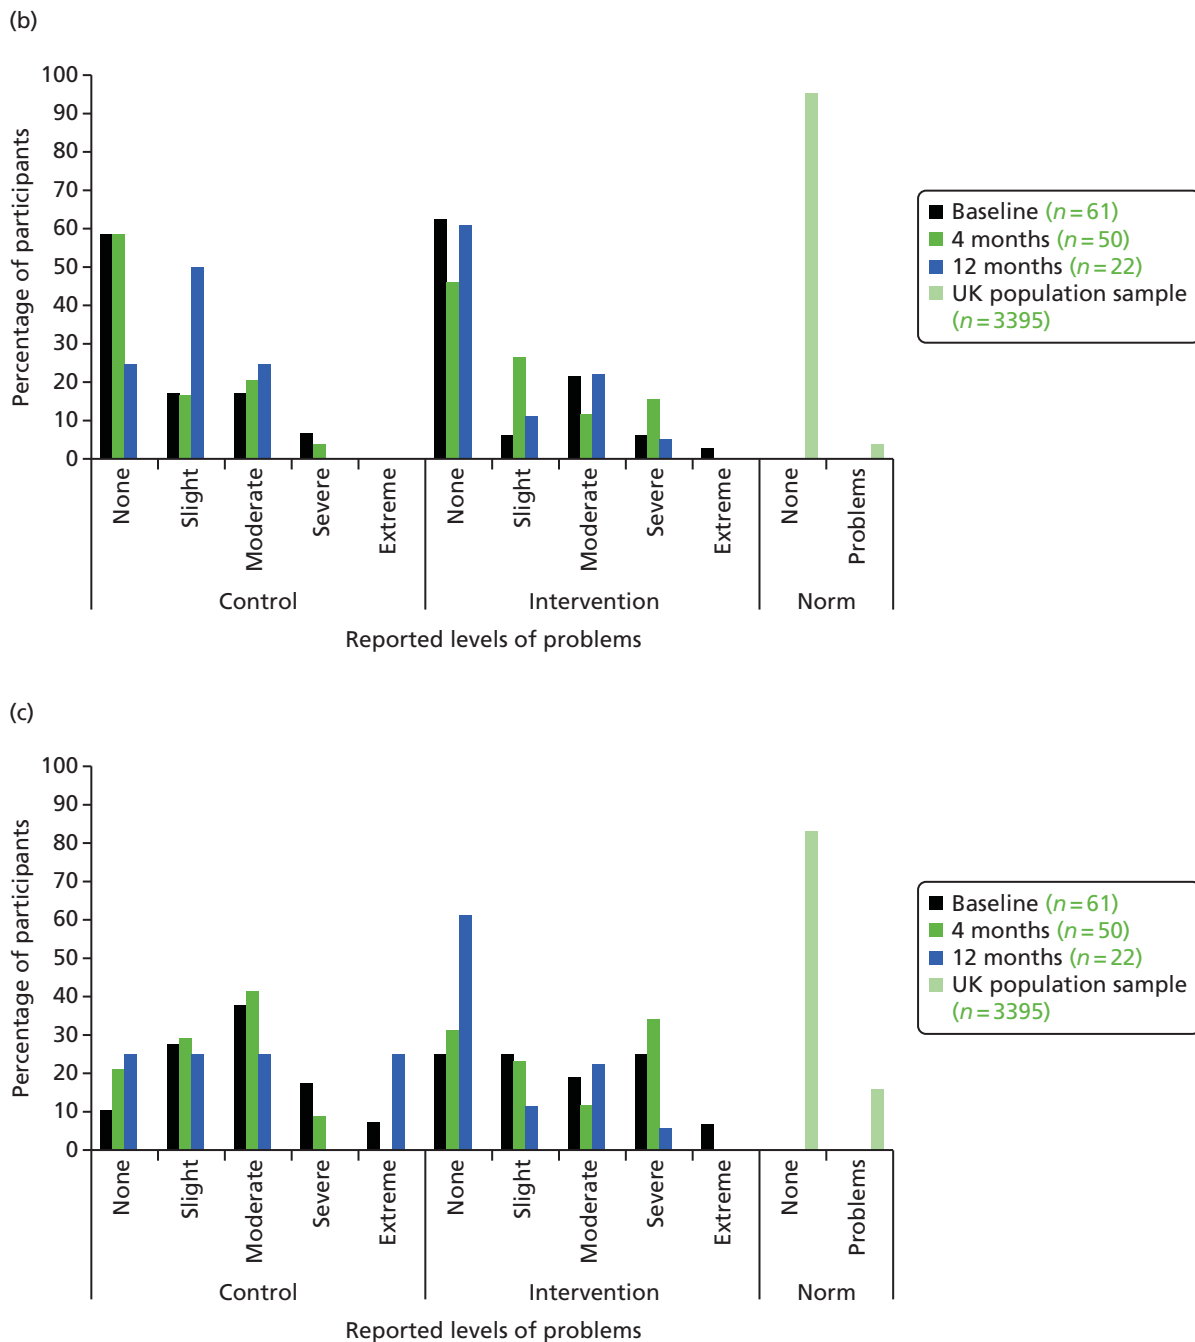 (b)
Percentage of participants
100
90
80
70
60
50
40
30
20
10
0
None
Slight
Moderate
Severe
Extreme
None
Slight
Moderate
Severe
Extreme
None
Problems
Control
Intervention
Norm
Reported levels of problems
Baseline (n=61)
4 months (n=50)
12 months (n=22)
UK population sample
(n=3395)
(c)
Percentage of participants
100
90
80
70
60
50
40
30
20
10
0
None
Slight
Moderate
Severe
Extreme
None
Slight
Moderate
Severe
Extreme
None
Problems
Control
Intervention
Norm
Reported levels of problems
Baseline (n=61)
4 months (n=50)
12 months (n=22)
UK population sample
(n=3395)